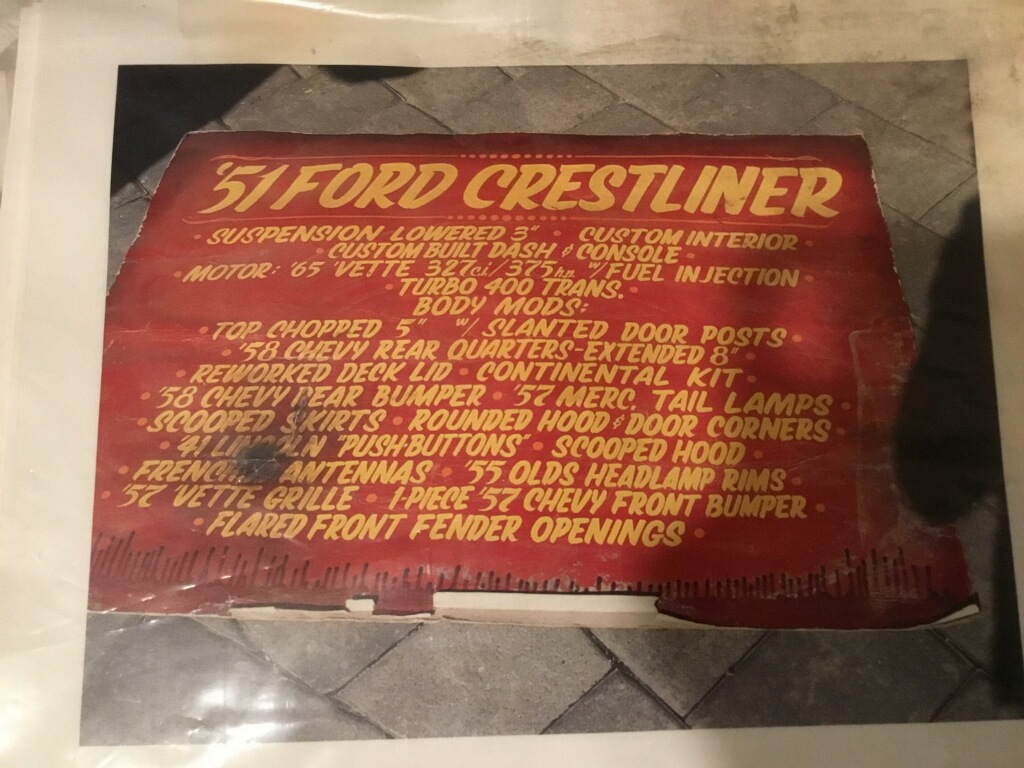 '51 FORD CRESTLINER
• SUSPENSION LOWERED 3" • CUSTOM INTERIOR •
CUSTOM BUILT DASH & CONSOLE •
• MOTOR: '65 'VETTE 327ci/375h.p. w/FUEL INJECTION
TURBO 400 TRANS.
BODY MODS:
• TOP CHOPPED 5" w/ SLANTED DOOR POSTS •
'58 CHEVY REAR QUARTERS-EXTENDED 8"
• REWORKED DECK LID • CONTINENTAL KIT •
• '58 CHEVY REAR BUMPER • '57 MERC. TAIL LAMPS •
SCOOPED SKIRTS • ROUNDED HOOD & DOOR CORNERS •
• '41 LINCOLN "PUSH-BUTTONS" • SCOOPED HOOD •
• FRENCHED ANTENNAS • '55 OLDS HEADLAMP RIMS •
'57 'VETTE GRILLE • 1-PIECE '57 CHEVY FRONT BUMPER •
• FLARED FRONT FENDER OPENINGS •